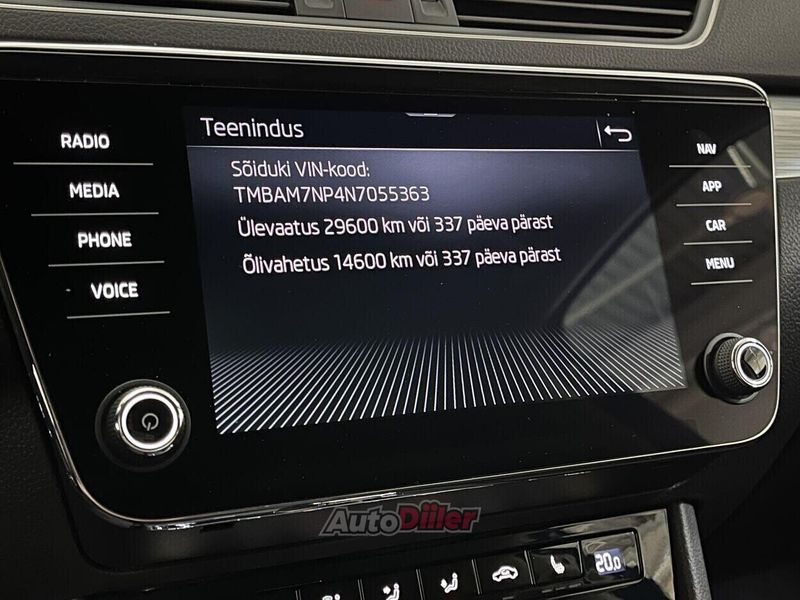 Teenindus
RADIO
MEDIA
PHONE
VOICE
Sõiduki VIN-kood:
TMBAM7NP4N7055363
Ülevaatus 29600 km või 337 päeva pärast
Õlivahetus 14600 km või 337 päeva pärast
NAV
APP
CAR
MENU
AutoDiiler
20.0